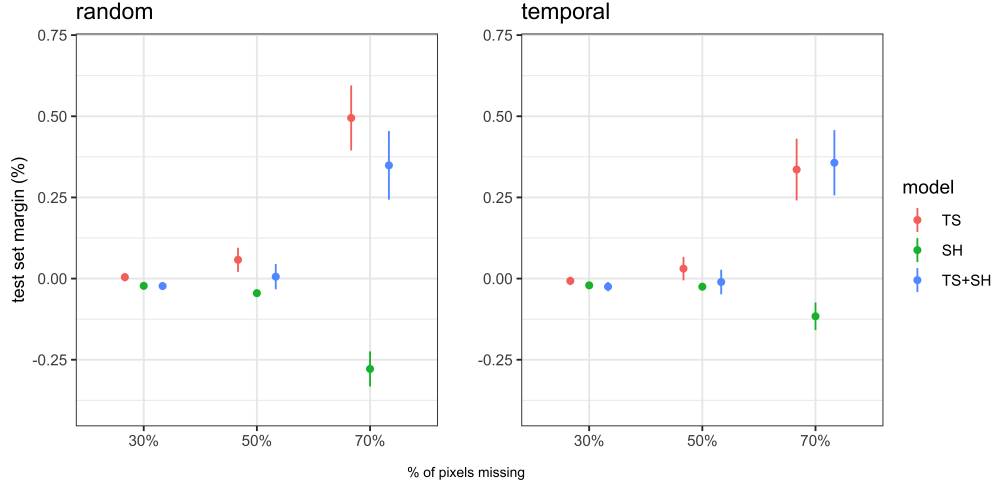 random
temporal
test set margin (%)
0.75
0.50
0.25
0.00
-0.25
30%
50%
70%
0.75
0.50
0.25
0.00
-0.25
30%
50%
70%
% of pixels missing
model
TS
SH
TS+SH